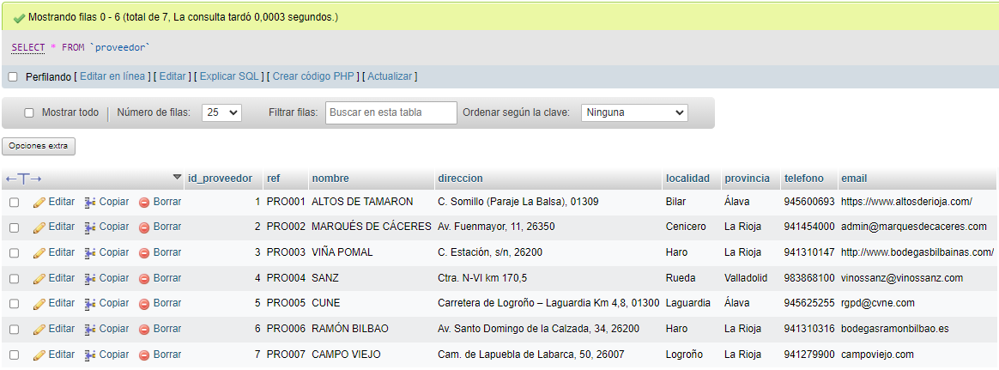 Mostrando filas 0 - 6 (total de 7, La consulta tardó 0,0003 segundos.)
SELECT * FROM `proveedor`
Perfilando [ Editar en línea ] [ Editar ] [ Explicar SQL ] [ Crear código PHP ] [ Actualizar ]
Mostrar todo Número de filas: 25 Filtrar filas: Buscar en esta tabla Ordenar según la clave: Ninguna
Opciones extra
←T→ id_proveedor ref nombre direccion localidad provincia telefono email
Editar Copiar Borrar 1 PRO001 ALTOS DE TAMARON C. Somillo (Paraje La Balsa), 01309 Bilar Álava 945600693 https://www.altosderioja.com/
Editar Copiar Borrar 2 PRO002 MARQUÉS DE CÁCERES Av. Fuenmayor, 11, 26350 Cenicero La Rioja 941454000 admin@marquesdecaceres.com
Editar Copiar Borrar 3 PRO003 VIÑA POMAL C. Estación, s/n, 26200 Haro La Rioja 941310147 http://www.bodegasbilbainas.com/
Editar Copiar Borrar 4 PRO004 SANZ Ctra. N-VI km 170,5 Rueda Valladolid 983868100 vinossanz@vinossanz.com
Editar Copiar Borrar 5 PRO005 CUNE Carretera de Logroño – Laguardia Km 4,8, 01300 Laguardia Álava 945625255 rgpd@cvne.com
Editar Copiar Borrar 6 PRO006 RAMÓN BILBAO Av. Santo Domingo de la Calzada, 34, 26200 Haro La Rioja 941310316 bodegasramonbilbao.es
Editar Copiar Borrar 7 PRO007 CAMPO VIEJO Cam. de Lapuebla de Labarca, 50, 26007 Logroño La Rioja 941279900 campoviejo.com